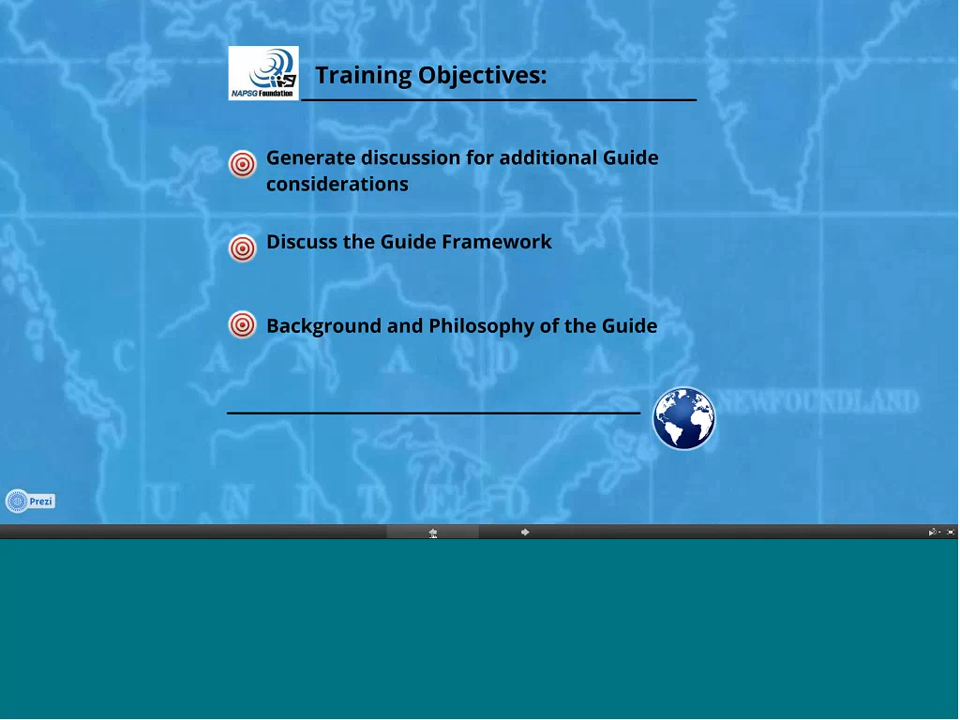 NAPSG Foundation
Training Objectives:
Generate discussion for additional Guide
considerations
Discuss the Guide Framework
Background and Philosophy of the Guide
C A N A D A
NEWFOUNDLAND
U N I T E D
Prezi